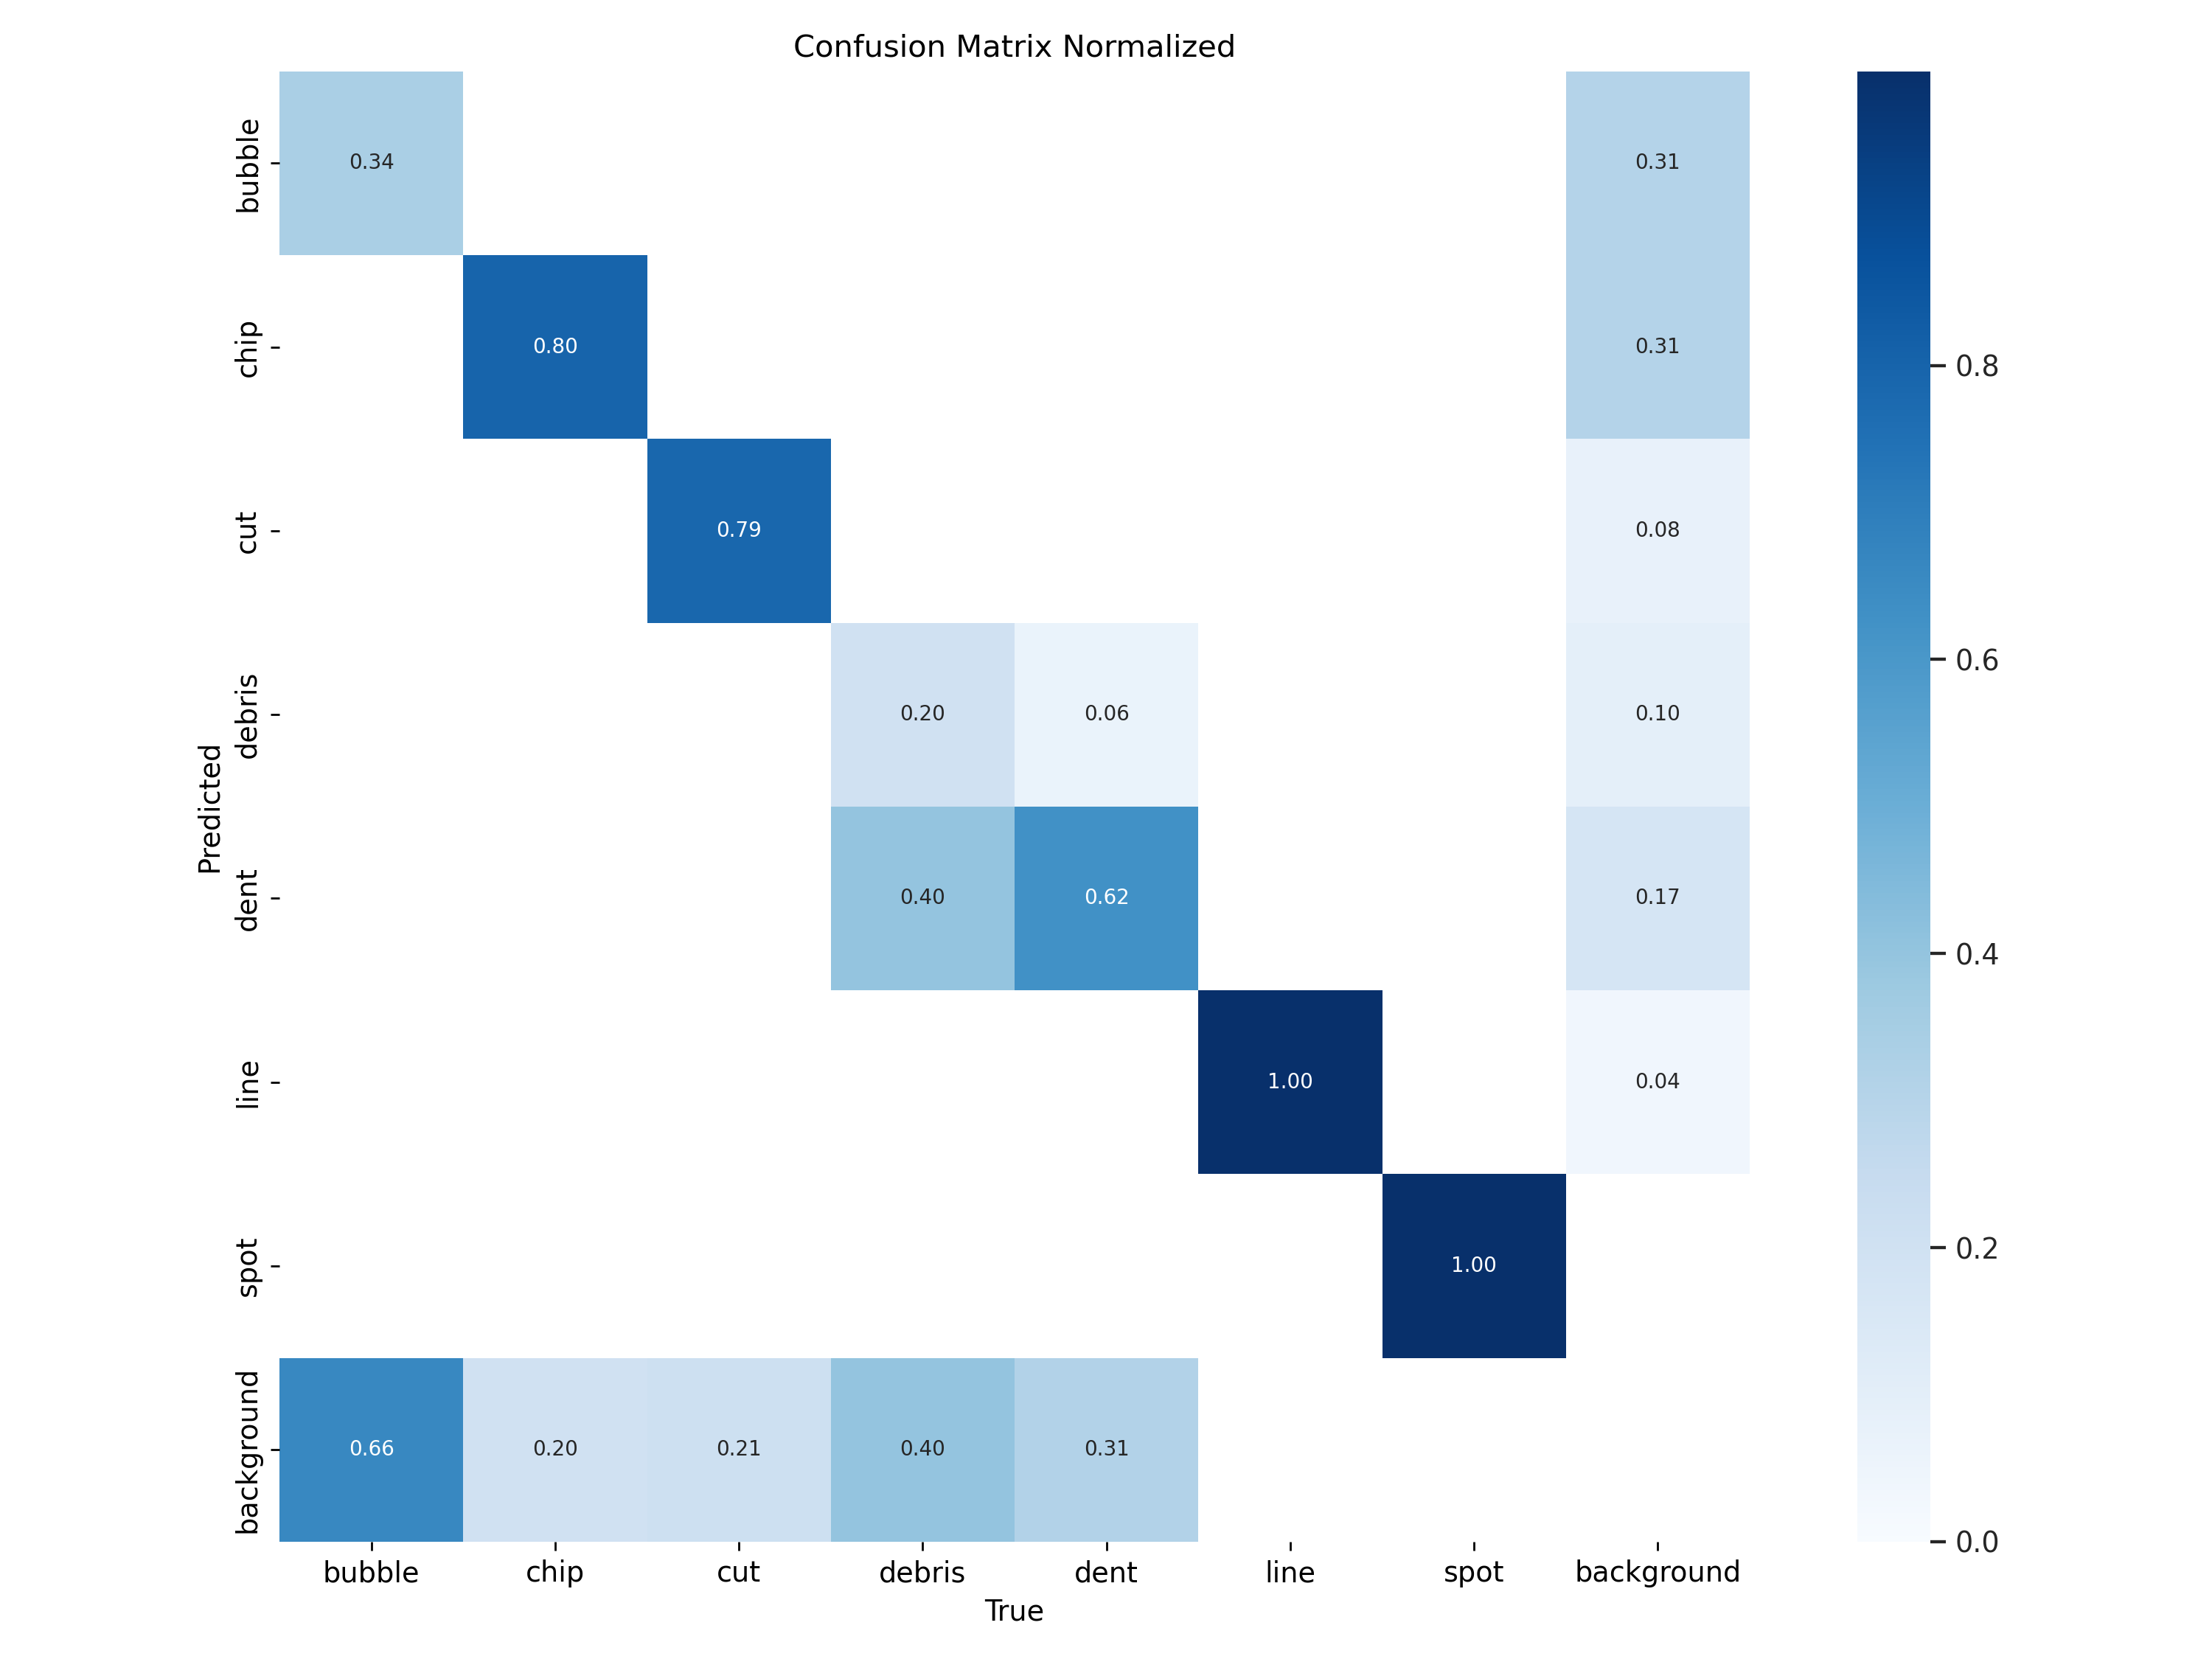 Confusion Matrix Normalized
bubble 0.34 0.31
chip 0.80 0.31 0.8
cut 0.79 0.08
0.6
debris 0.20 0.06 0.10
Predicted
dent 0.40 0.62 0.17 0.4
line 1.00 0.04
spot 1.00 0.2
background 0.66 0.20 0.21 0.40 0.31
0.0
bubble chip cut debris dent line spot background
True